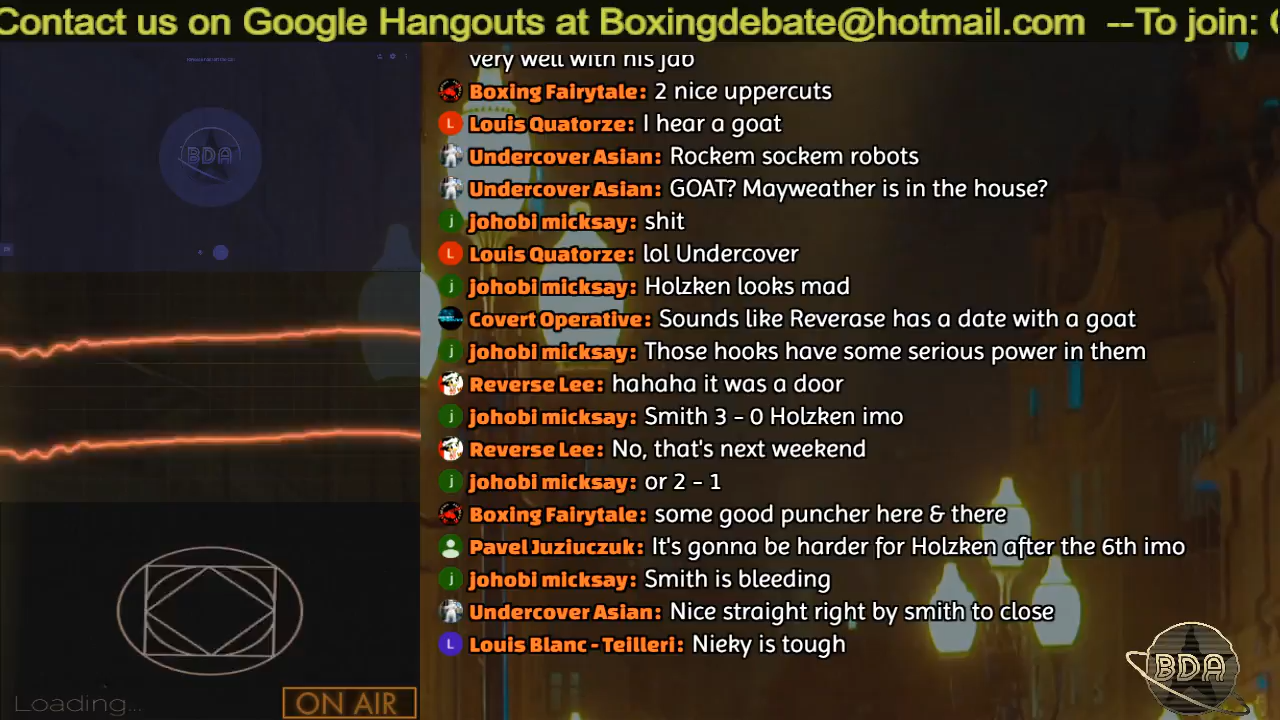 Contact us on Google Hangouts at Boxingdebate@hotmail.com --To join:
very well with his jab
Boxing Fairytale: 2 nice uppercuts
Louis Quatorze: I hear a goat
Undercover Asian: Rockem sockem robots
Undercover Asian: GOAT? Mayweather is in the house?
johobi micksay: shit
Louis Quatorze: lol Undercover
johobi micksay: Holzken looks mad
Covert Operative: Sounds like Reverase has a date with a goat
johobi micksay: Those hooks have some serious power in them
Reverse Lee: hahaha it was a door
johobi micksay: Smith 3 - 0 Holzken imo
Reverse Lee: No, that's next weekend
johobi micksay: or 2 - 1
Boxing Fairytale: some good puncher here & there
Pavel Juziuczuk: It's gonna be harder for Holzken after the 6th imo
johobi micksay: Smith is bleeding
Undercover Asian: Nice straight right by smith to close
Louis Blanc - Teilleri: Nieky is tough
BDA
Loading...
ON AIR
BDA